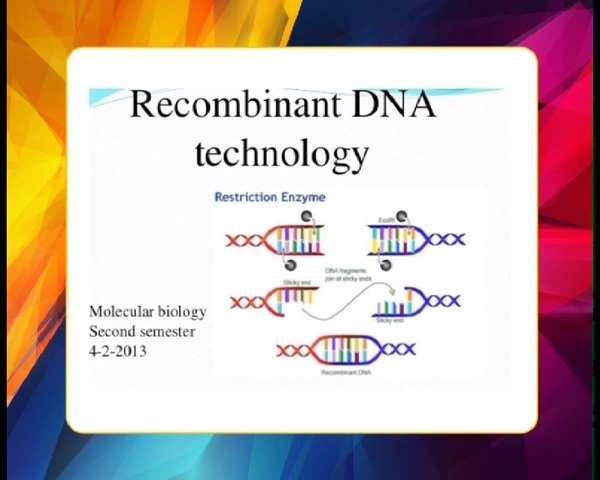 Recombinant DNA
technology
Restriction Enzyme
EcoRI
DNA fragments
join at sticky ends
Sticky end
Sticky end
Recombinant DNA
Molecular biology
Second semester
4-2-2013